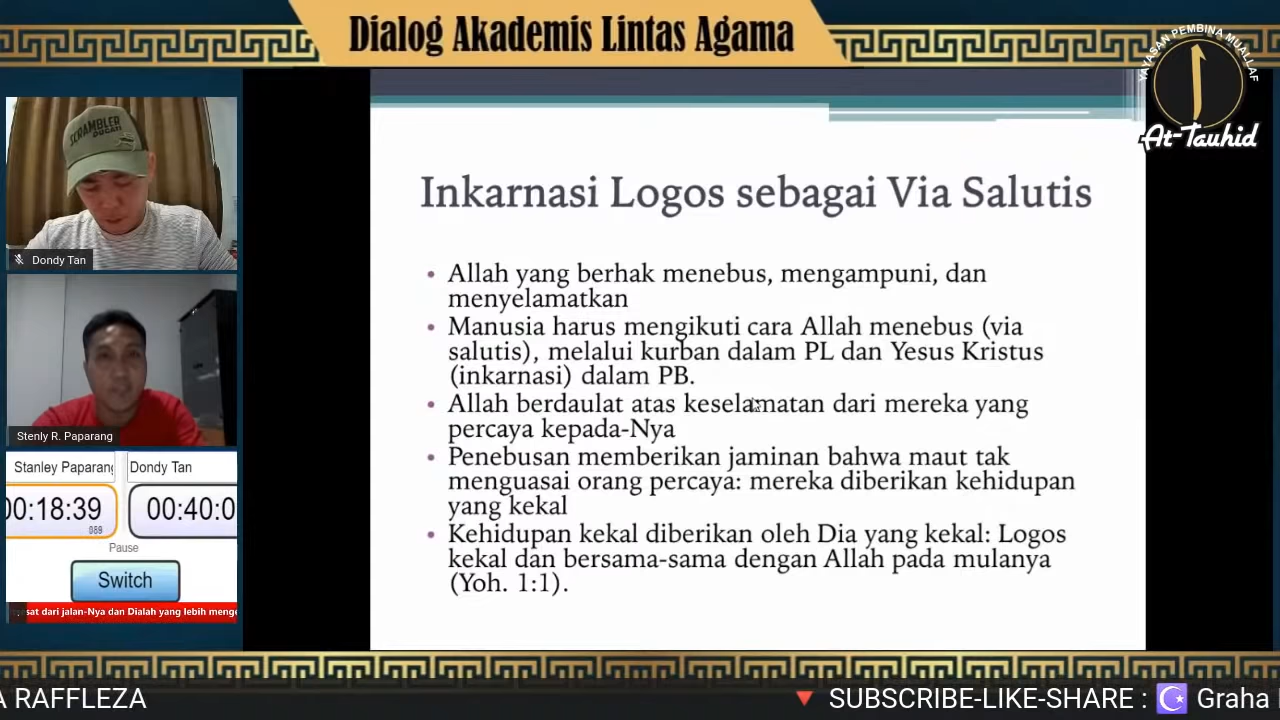 Dialog Akademis Lintas Agama
YAYASAN PEMBINA MUALLAF
At-Tauhid
SCRAMBLER
DUCATI
Dondy Tan
Stenly R. Paparang
Stanley Paparang
Dondy Tan
00:18:39
089
00:40:0
Pause
Switch
sat dari jalan-Nya dan Dialah yang lebih menge
Inkarnasi Logos sebagai Via Salutis
• Allah yang berhak menebus, mengampuni, dan
menyelamatkan
• Manusia harus mengikuti cara Allah menebus (via
salutis), melalui kurban dalam PL dan Yesus Kristus
(inkarnasi) dalam PB.
• Allah berdaulat atas keselamatan dari mereka yang
percaya kepada-Nya
• Penebusan memberikan jaminan bahwa maut tak
menguasai orang percaya: mereka diberikan kehidupan
yang kekal
• Kehidupan kekal diberikan oleh Dia yang kekal: Logos
kekal dan bersama-sama dengan Allah pada mulanya
(Yoh. 1:1).
A RAFFLEZA
SUBSCRIBE-LIKE-SHARE : Graha